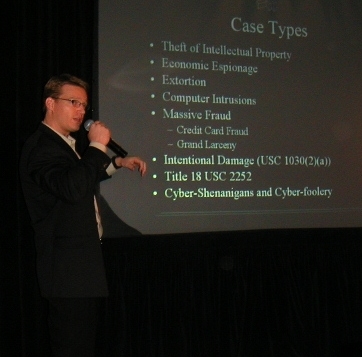 Case Types
• Theft of Intellectual Property
• Economic Espionage
• Extortion
• Computer Intrusions
• Massive Fraud
– Credit Card Fraud
– Grand Larceny
• Intentional Damage (USC 1030(2)(a))
• Title 18 USC 2252
• Cyber-Shenanigans and Cyber-foolery